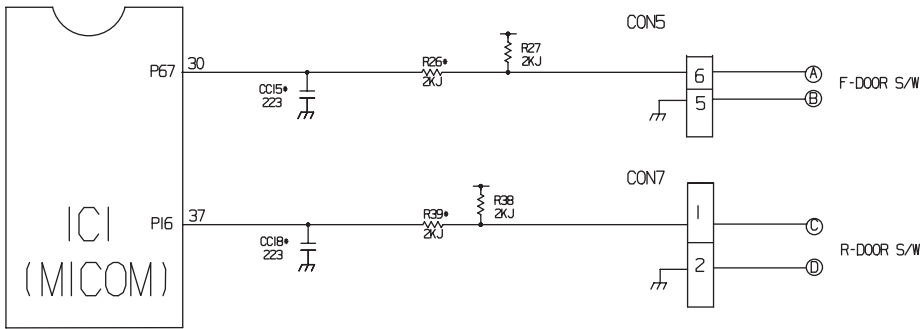 CON5
P67 30
R26*
2KJ
R27
2KJ
CC15*
223
6
5
A
B
F-DOOR S/W
CON7
IC1
(MICOM)
P16 37
R39*
2KJ
R38
2KJ
CC18*
223
1
2
C
D
R-DOOR S/W